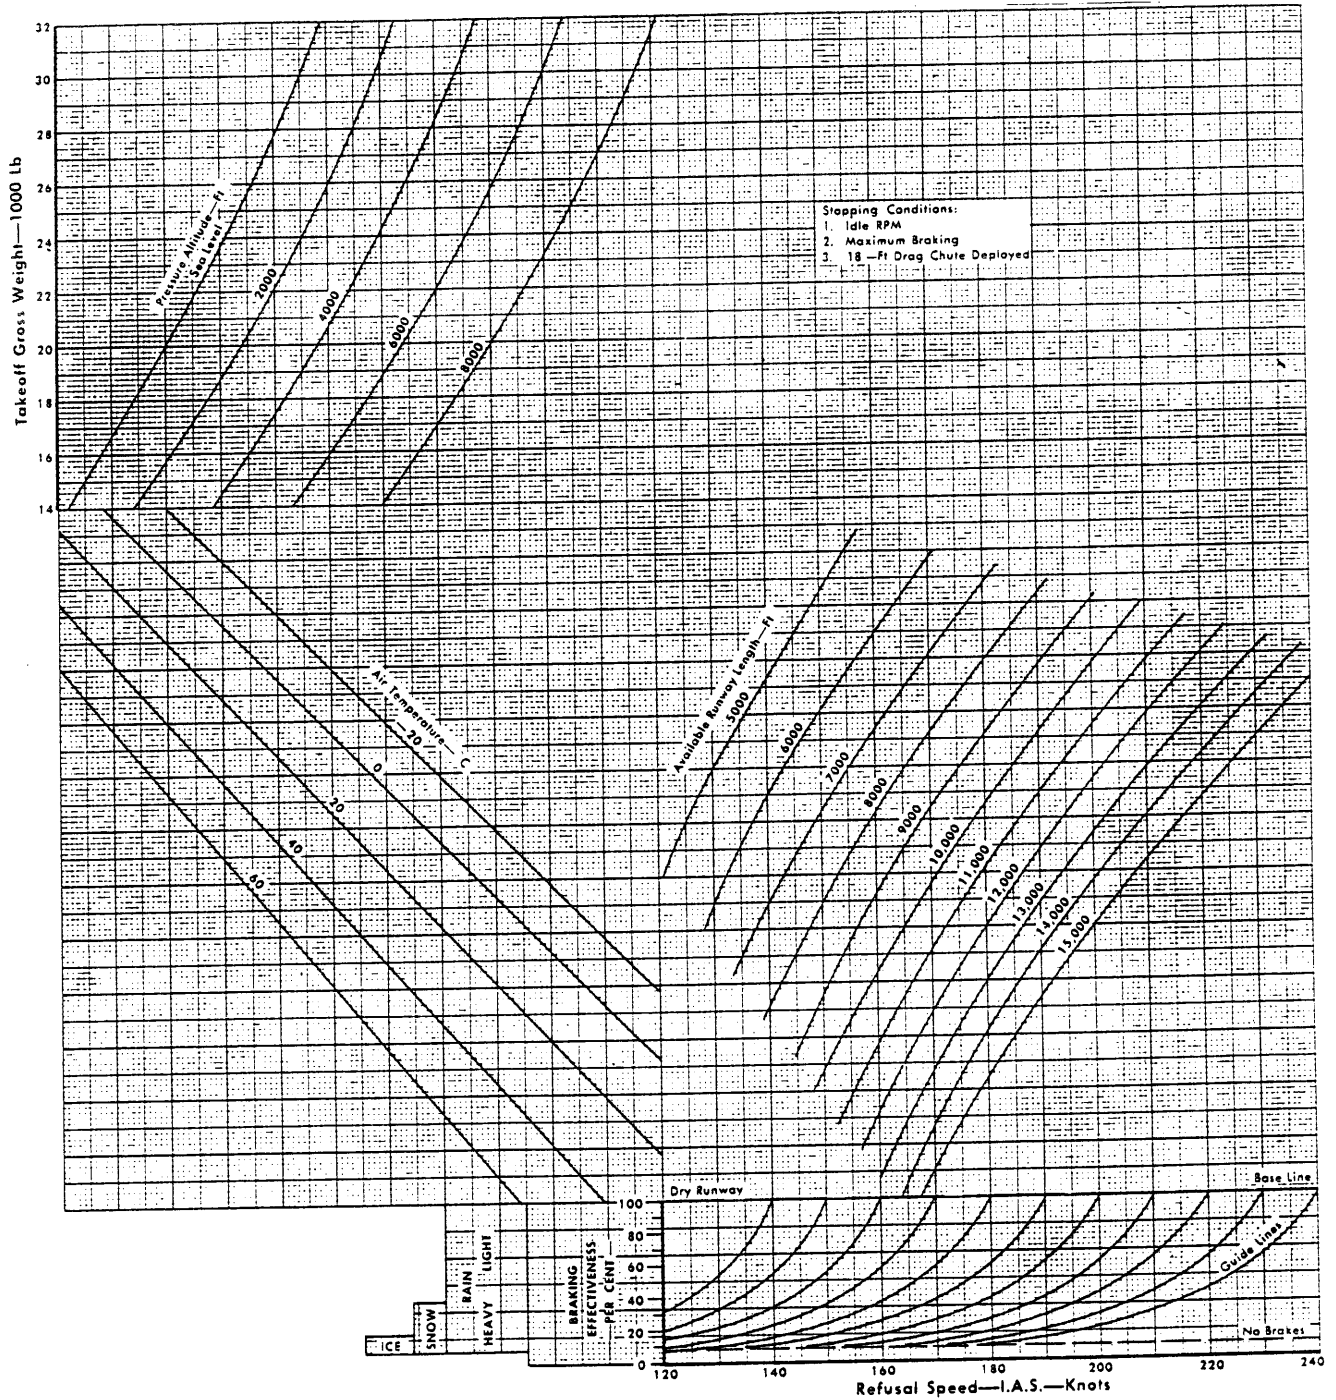 32
30
28
26
24
22
20
18
16
14
Takeoff Gross Weight—1000 Lb
Pressure Altitude—Ft
Sea Level
2000
4000
6000
8000
Stopping Conditions:
1. Idle RPM
2. Maximum Braking
3. 18-Ft Drag Chute Deployed
Air Temperature—°C
-20
0
20
40
60
Available Runway Length—Ft
5000
6000
7000
8000
9000
10,000
11,000
12,000
13,000
14,000
15,000
Dry Runway
Base Line
Guide Lines
No Brakes
100
80
60
40
20
0
BRAKING
EFFECTIVENESS
PER CENT
RAIN
HEAVY LIGHT
SNOW
ICE
120
140
160
180
200
220
240
Refusal Speed—I.A.S.—Knots